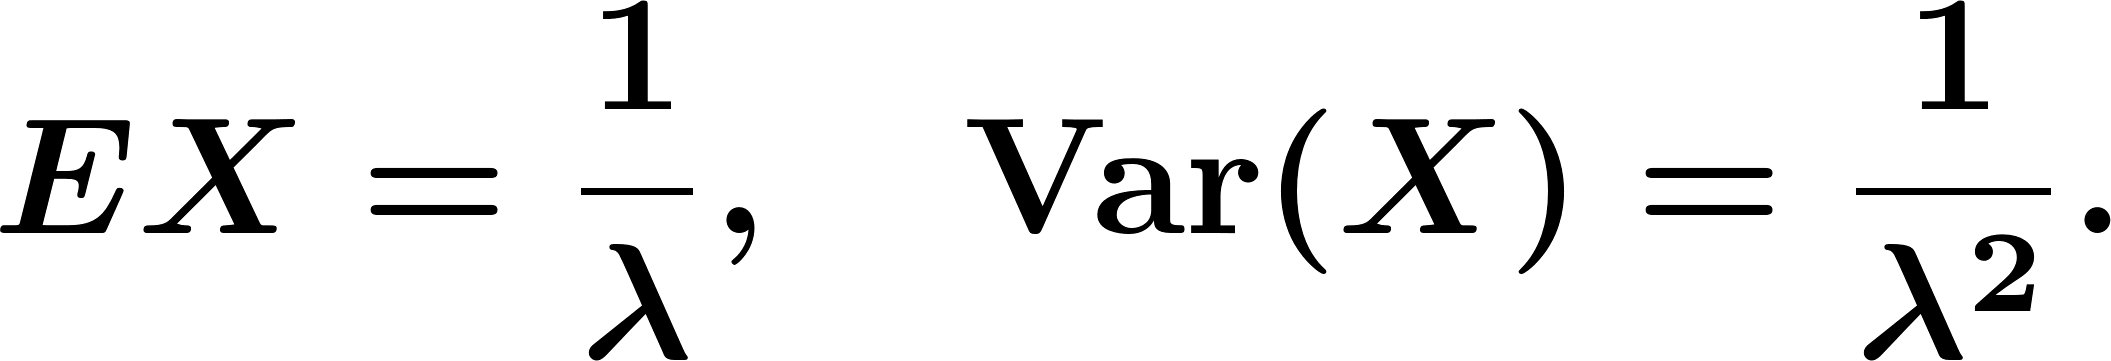 EX = 1/λ, Var(X) = 1/λ².